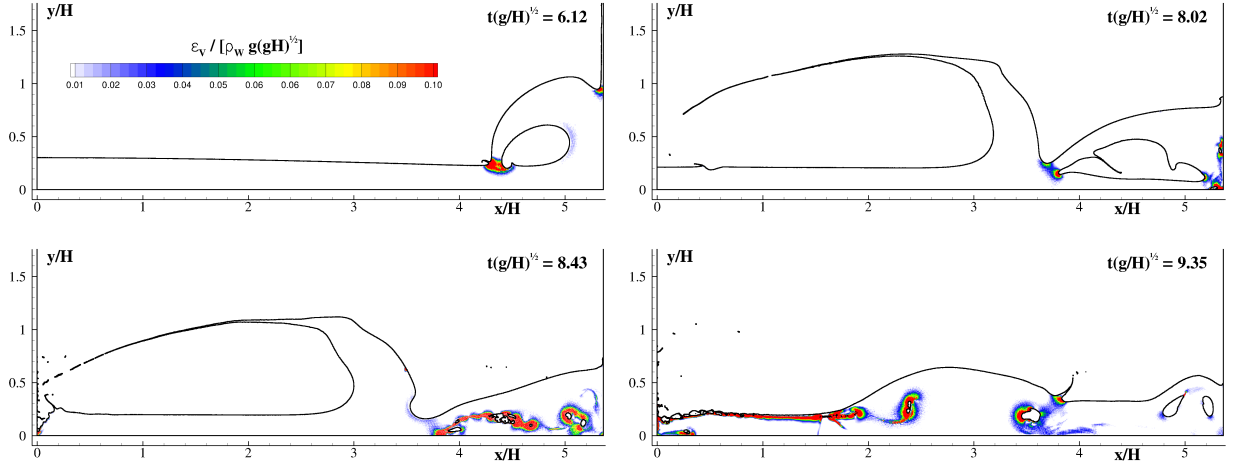 y/H
t(g/H)^½ = 6.12
1.5
ε_V / [ρ_W g(gH)^½]
0.01 0.02 0.03 0.04 0.05 0.06 0.07 0.08 0.09 0.10
1
0.5
0
0 1 2 3 4 5
x/H
y/H
t(g/H)^½ = 8.02
1.5
1
0.5
0
0 1 2 3 4 5
x/H
y/H
t(g/H)^½ = 8.43
1.5
1
0.5
0
0 1 2 3 4 5
x/H
y/H
t(g/H)^½ = 9.35
1.5
1
0.5
0
0 1 2 3 4 5
x/H